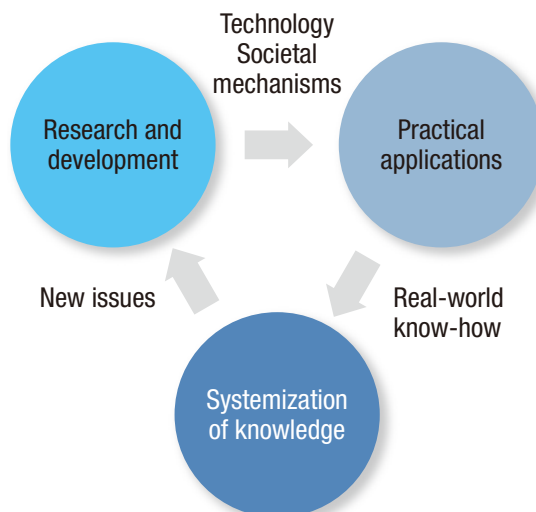 Technology
Societal
mechanisms
Research and
development
Practical
applications
New issues
Real-world
know-how
Systemization
of knowledge